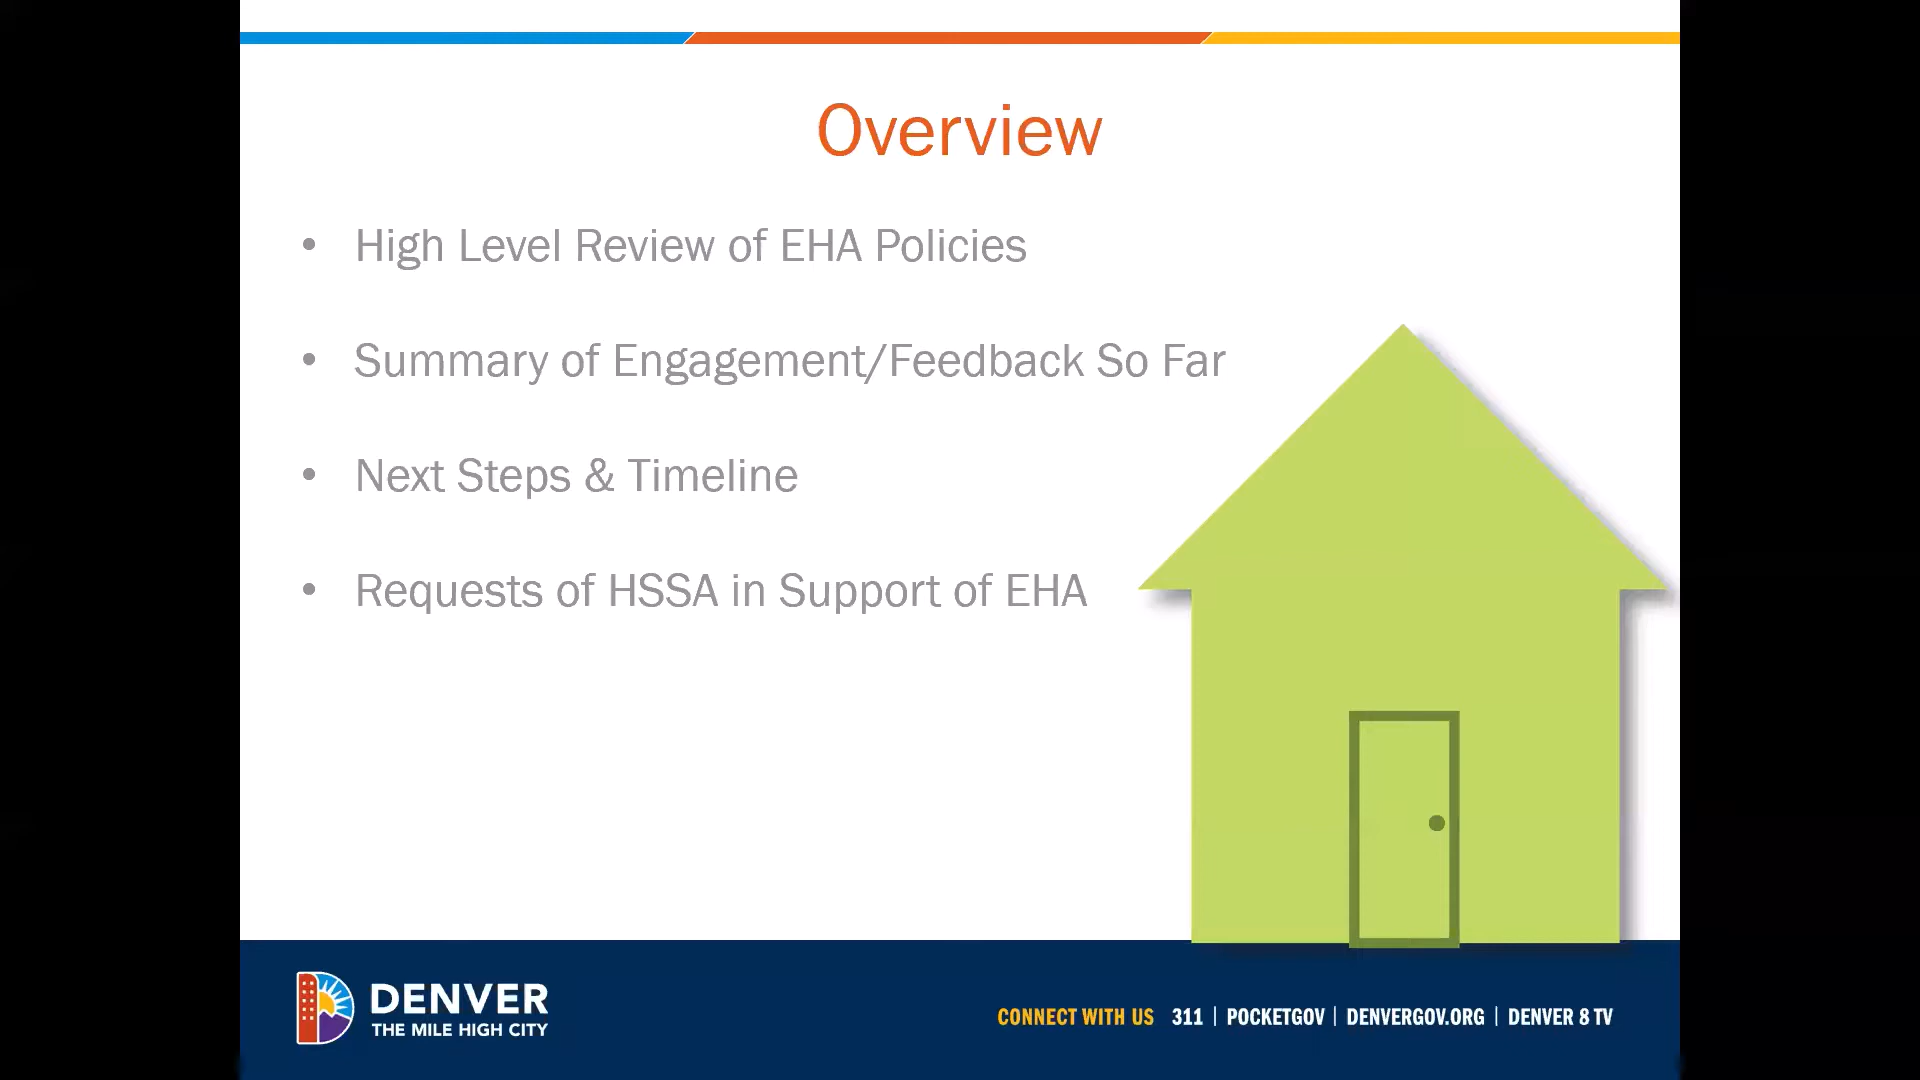 Overview
• High Level Review of EHA Policies
• Summary of Engagement/Feedback So Far
• Next Steps & Timeline
• Requests of HSSA in Support of EHA
DENVER
THE MILE HIGH CITY
CONNECT WITH US 311 | POCKETGOV | DENVERGOV.ORG | DENVER 8 TV